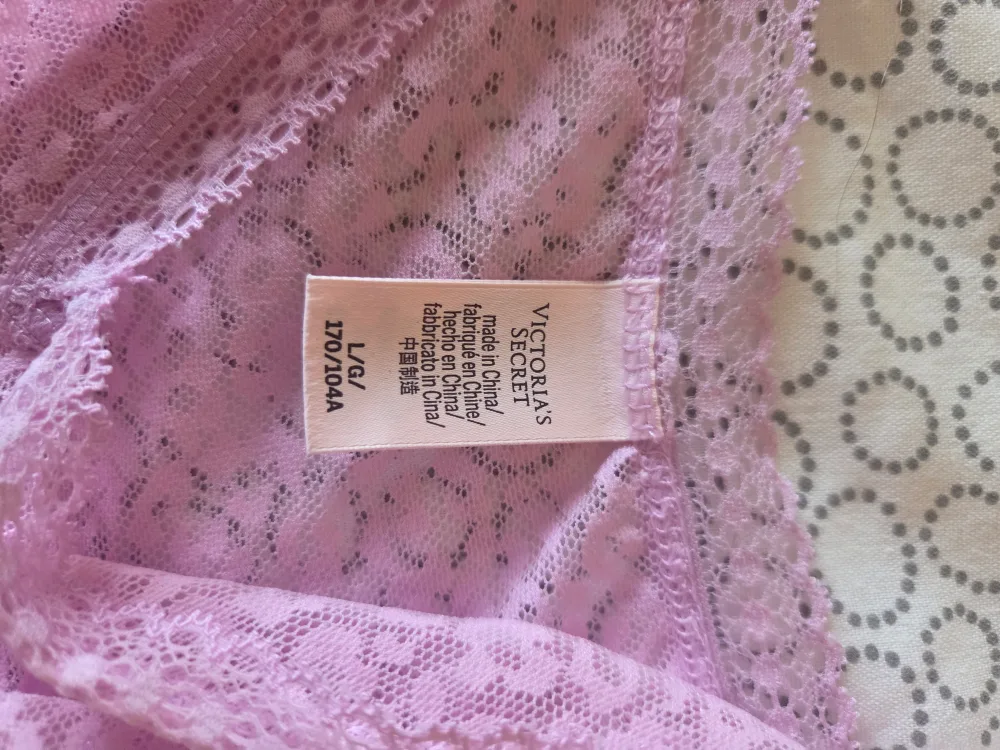 VICTORIA'S
SECRET
made in China/
fabriqué en Chine/
hecho en China/
fabbricato in Cina/
中国制造
L/G/
170/104A